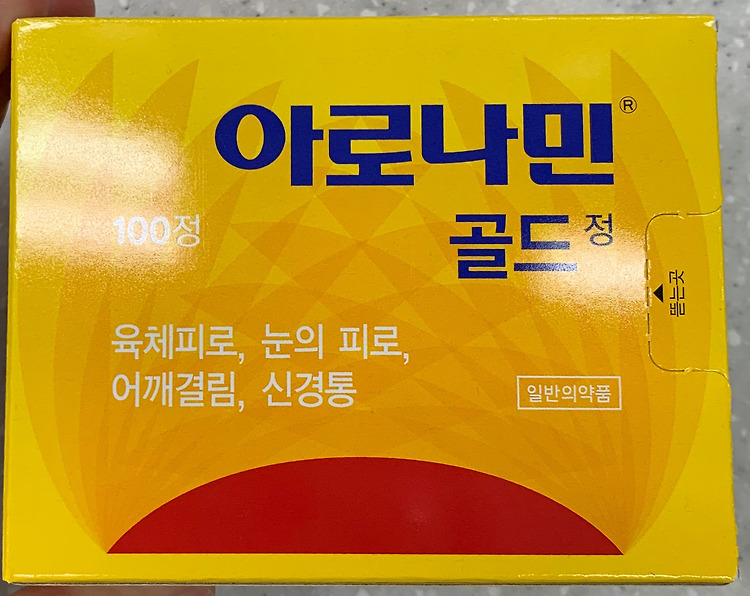 아로나민®
100정
골드정
육체피로, 눈의 피로,
어깨결림, 신경통
일반의약품
뜯는곳